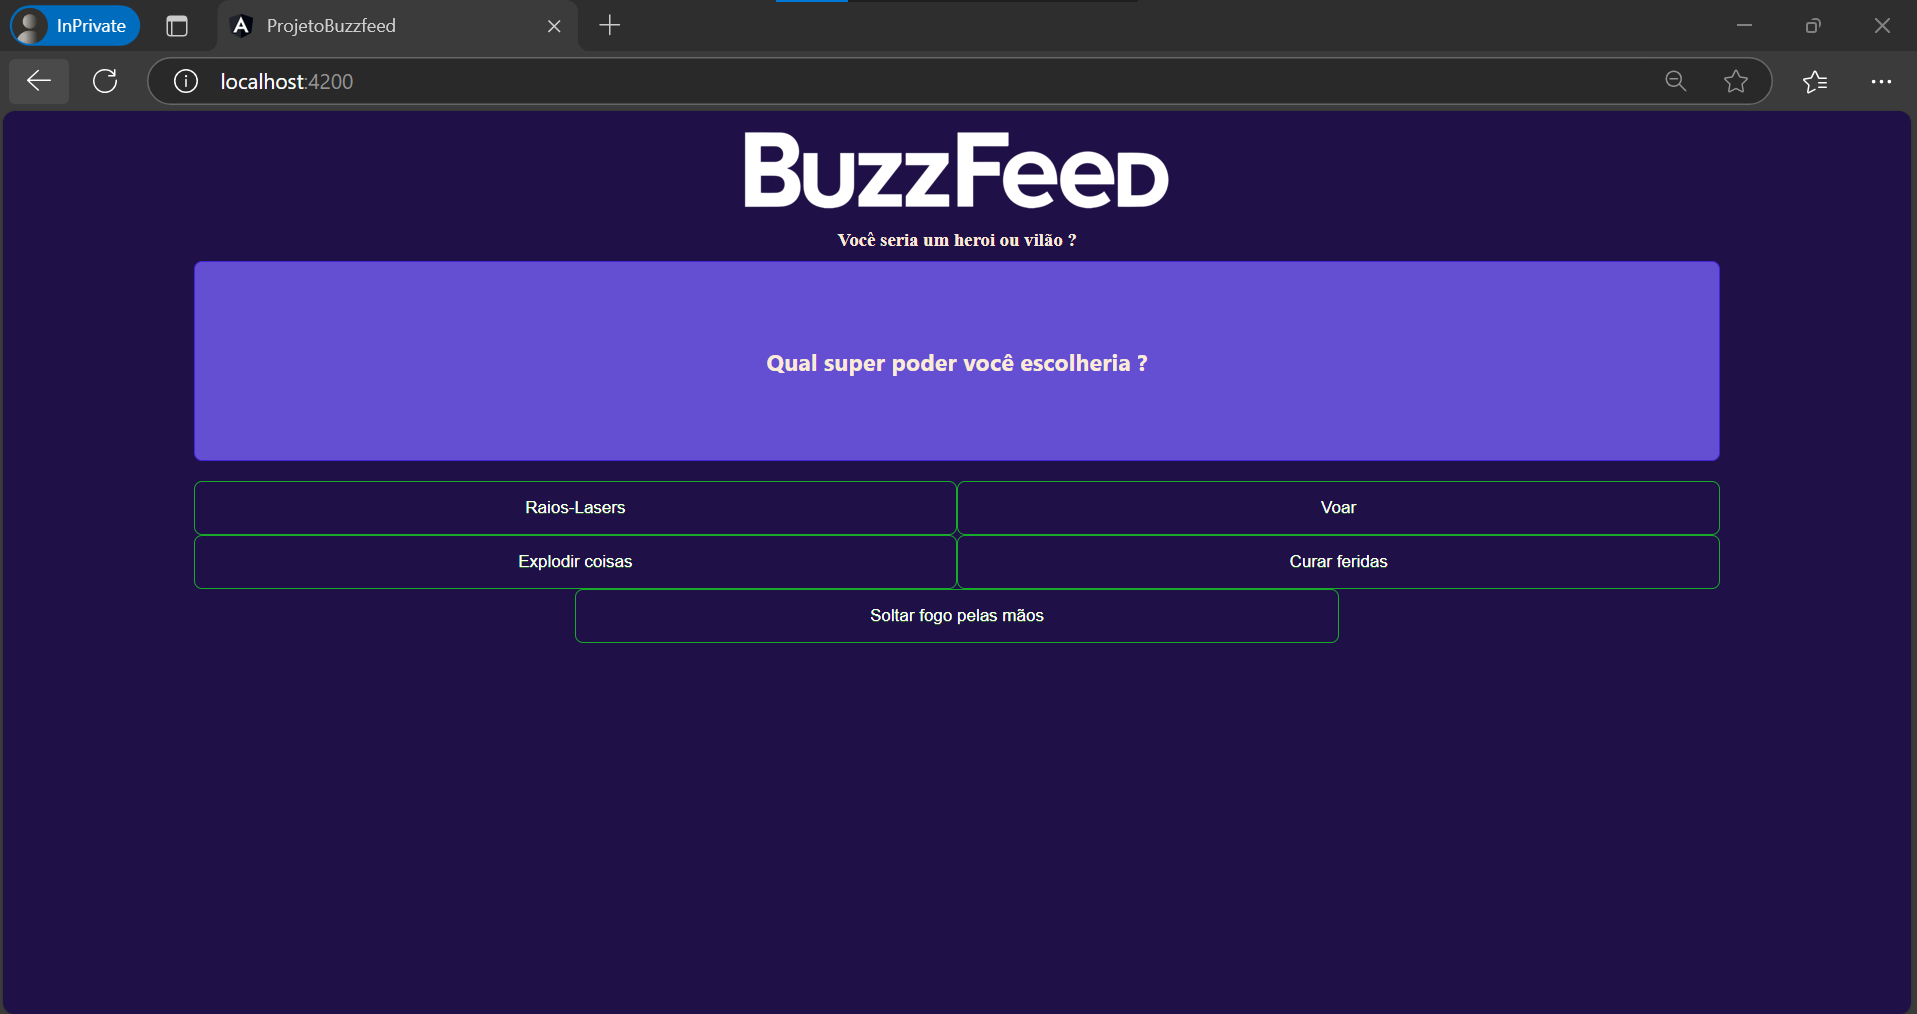 InPrivate
ProjetoBuzzfeed
localhost:4200
BuzzFeed
Você seria um heroi ou vilão ?
Qual super poder você escolheria ?
Raios-Lasers
Voar
Explodir coisas
Curar feridas
Soltar fogo pelas mãos